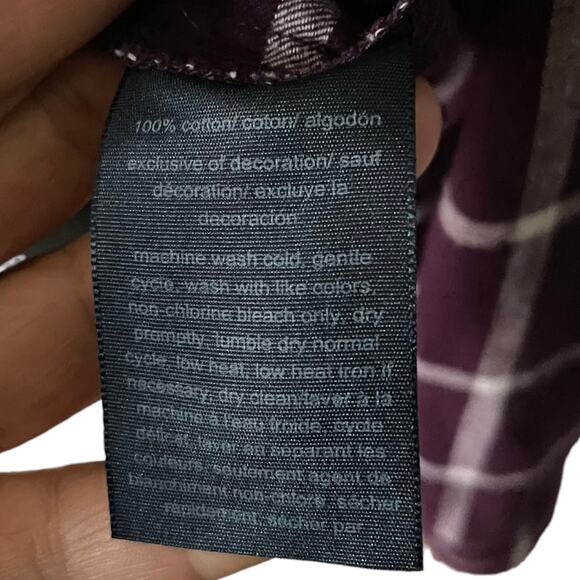 100% cotton/ coton/ algodón
exclusive of decoration/ sauf
décoration/ excluye la
decoración
machine wash cold, gentle
cycle, wash with like colors,
non-chlorine bleach only, dry
promptly, tumble dry normal
cycle, low heat, low heat iron if
necessary, dry clean/laver à la
machine à l'eau froide, cycle
délicat, laver en séparant les
couleurs, seulement agent de
blanchiment non-chlore, sécher
rapidement, sécher par